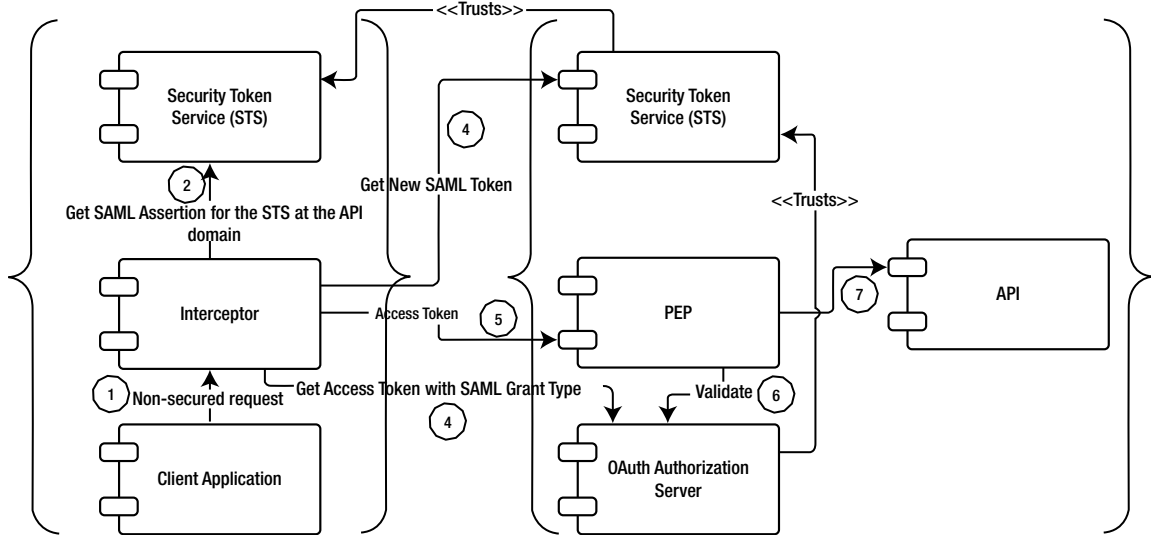 <<Trusts>>
Security Token
Service (STS)
Security Token
Service (STS)
4
2
Get New SAML Token
Get SAML Assertion for the STS at the API
domain
<<Trusts>>
Interceptor
PEP
API
7
Access Token
5
1
Non-secured request
Get Access Token with SAML Grant Type
4
Validate
6
Client Application
OAuth Authorization
Server